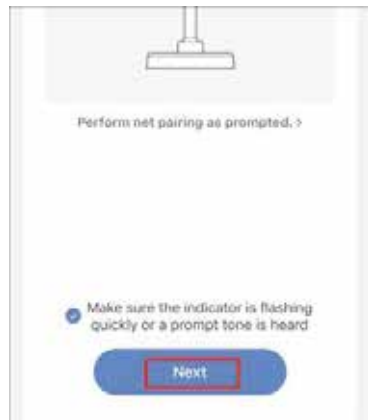 Perform net pairing as prompted. >
Make sure the indicator is flashing
quickly or a prompt tone is heard
Next